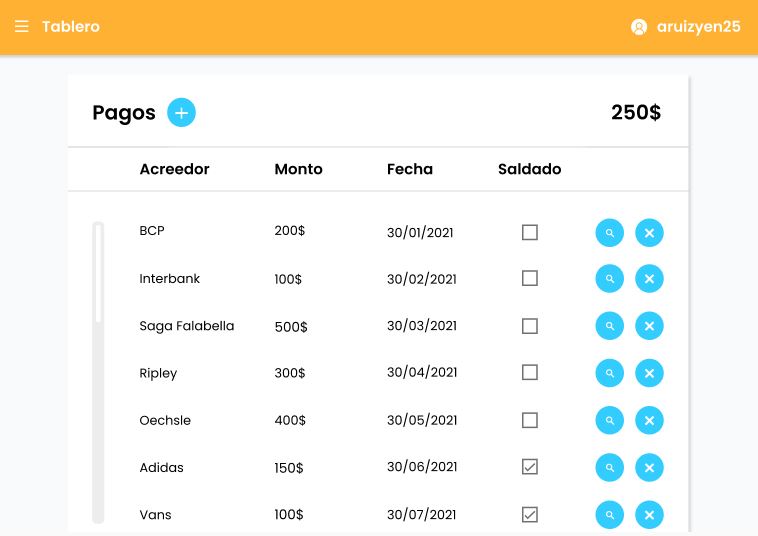 Tablero aruizyen25
Pagos 250$
Acreedor Monto Fecha Saldado
BCP 200$ 30/01/2021
Interbank 100$ 30/02/2021
Saga Falabella 500$ 30/03/2021
Ripley 300$ 30/04/2021
Oechsle 400$ 30/05/2021
Adidas 150$ 30/06/2021
Vans 100$ 30/07/2021